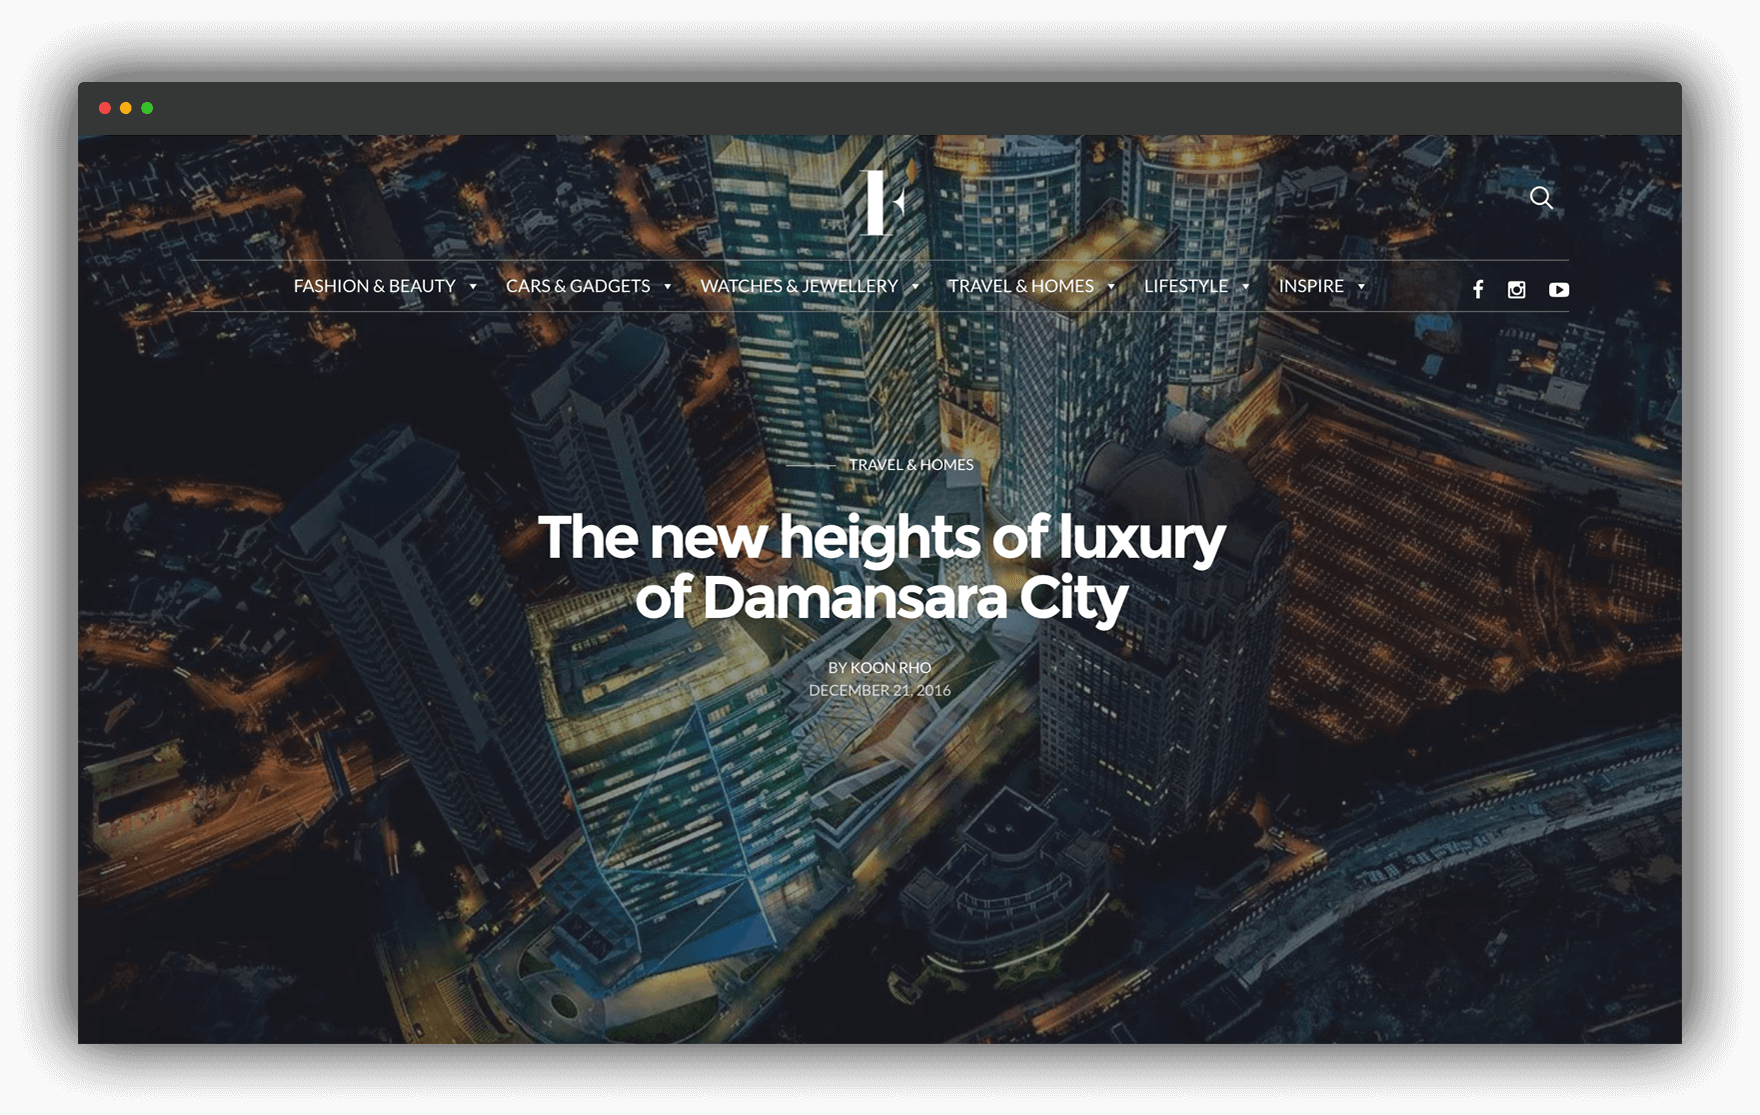 FASHION & BEAUTY CARS & GADGETS WATCHES & JEWELLERY TRAVEL & HOMES LIFESTYLE INSPIRE
TRAVEL & HOMES
The new heights of luxury
of Damansara City
BY KOON RHO
DECEMBER 21, 2016